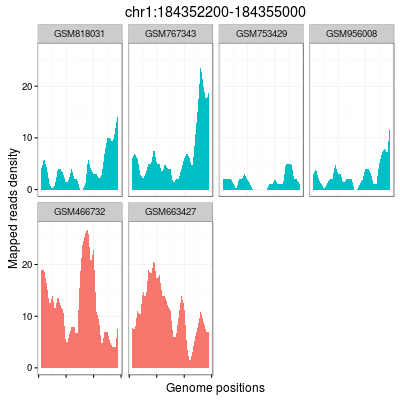 chr1:184352200-184355000
GSM818031 GSM767343 GSM753429 GSM956008
20
10
0
GSM466732 GSM663427
20
10
0
Mapped reads density
Genome positions